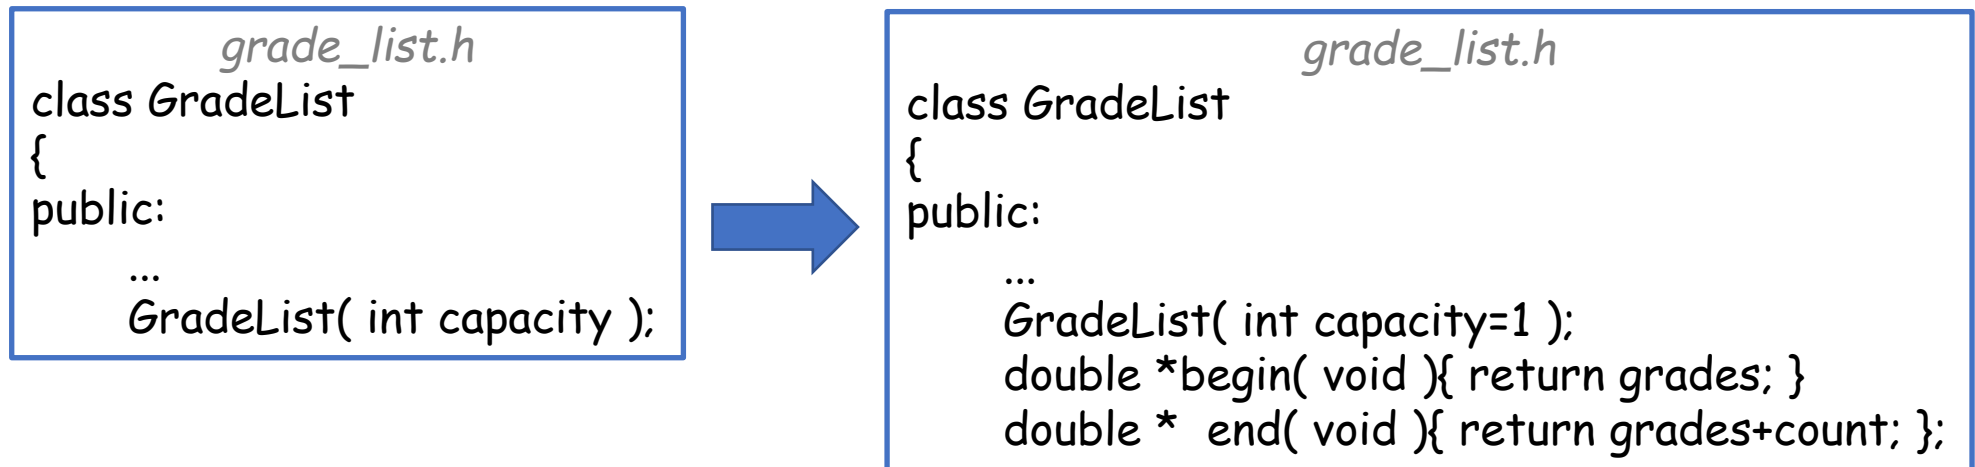 grade_list.h
class GradeList
{
public:
...
GradeList( int capacity );
grade_list.h
class GradeList
{
public:
...
GradeList( int capacity=1 );
double *begin( void ){ return grades; }
double *  end( void ){ return grades+count; };